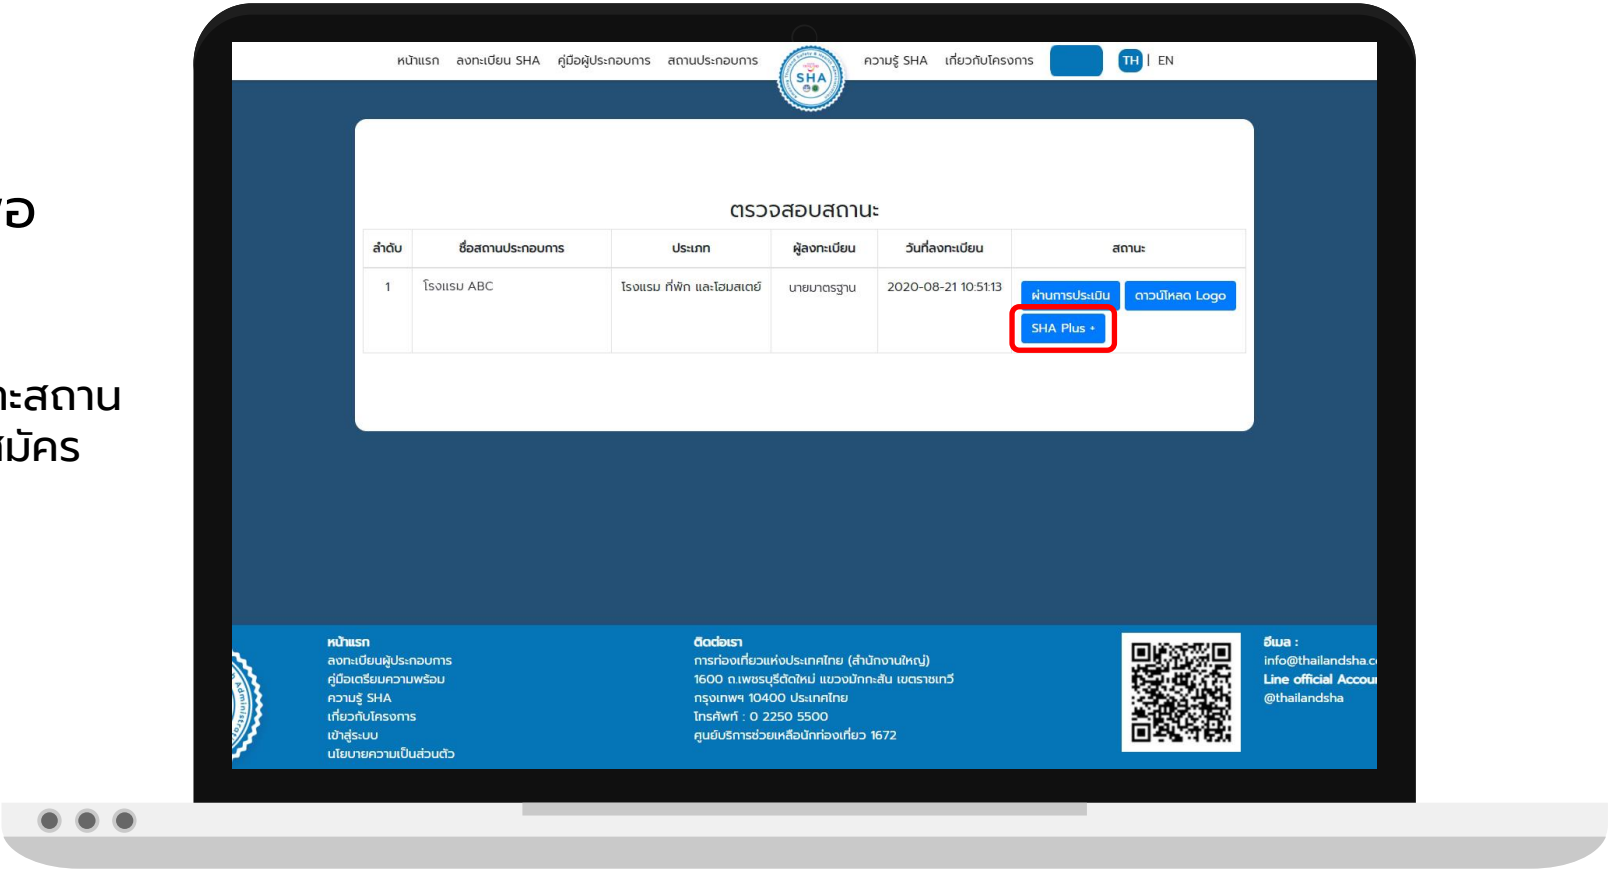 หน้าแรก ลงทะเบียน SHA คู่มือผู้ประกอบการ สถานประกอบการ SHA ความรู้ SHA เกี่ยวกับโครงการ TH | EN
ตรวจสอบสถานะ
ลำดับ ชื่อสถานประกอบการ ประเภท ผู้ลงทะเบียน วันที่ลงทะเบียน สถานะ
1 โรงแรม ABC โรงแรม ที่พัก และโฮมสเตย์ นายมาตรฐาน 2020-08-21 10:51:13 ผ่านการประเมิน ดาวน์โหลด Logo
SHA Plus +
ะสถาน
มัคร
หน้าแรก
ลงทะเบียนผู้ประกอบการ
คู่มือเตรียมความพร้อม
ความรู้ SHA
เกี่ยวกับโครงการ
เข้าสู่ระบบ
นโยบายความเป็นส่วนตัว
ติดต่อเรา
การท่องเที่ยวแห่งประเทศไทย (สำนักงานใหญ่)
1600 ถ.เพชรบุรีตัดใหม่ แขวงมักกะสัน เขตราชเทวี
กรุงเทพฯ 10400 ประเทศไทย
โทรศัพท์ : 0 2250 5500
ศูนย์บริการช่วยเหลือนักท่องเที่ยว 1672
อีเมล :
info@thailandsha.c
Line official Accou
@thailandsha